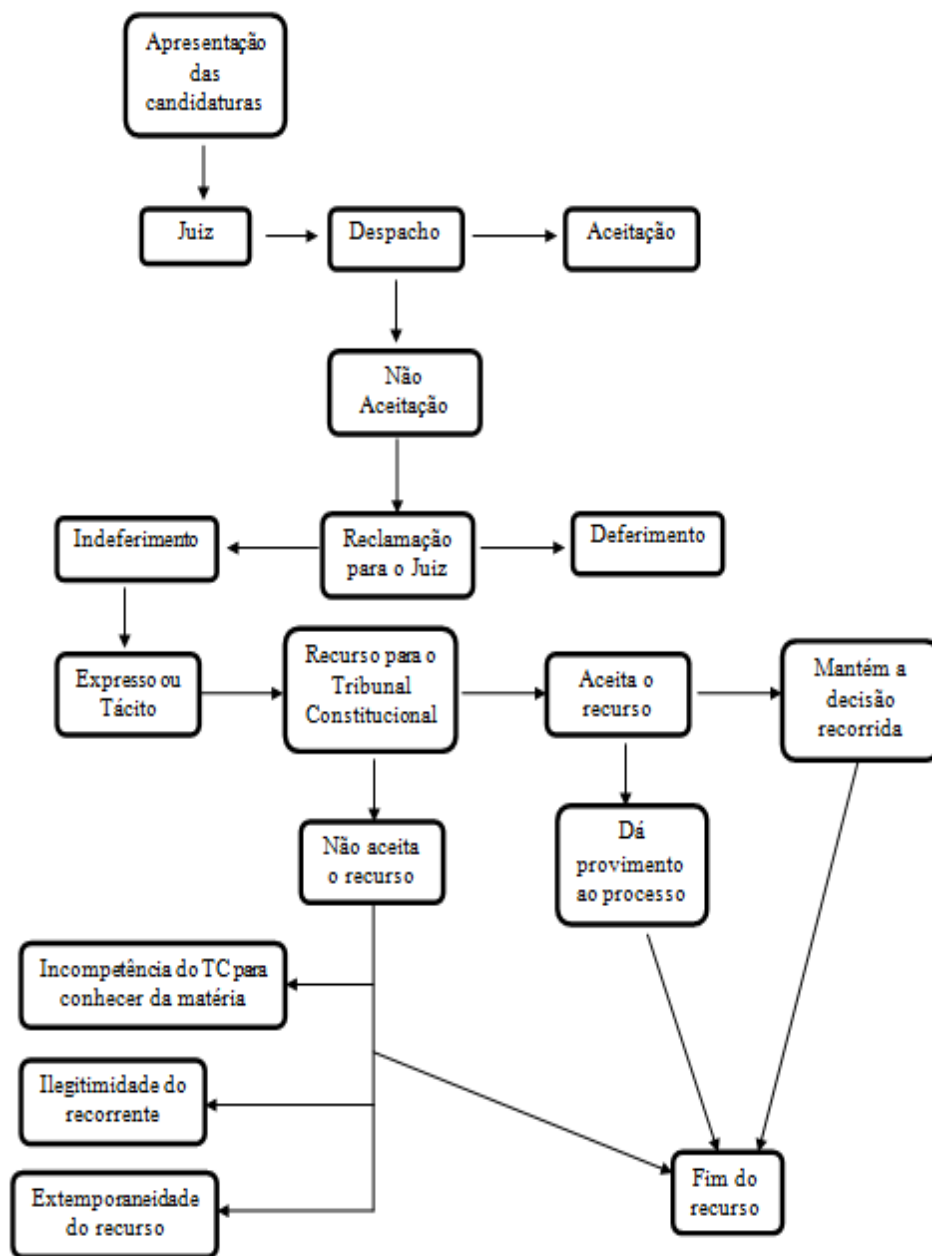 Apresentação
das
candidaturas
Juiz
Despacho
Aceitação
Não
Aceitação
Indeferimento
Reclamação
para o Juiz
Deferimento
Expresso ou
Tácito
Recurso para o
Tribunal
Constitucional
Aceita o
recurso
Mantém a
decisão
recorrida
Não aceita
o recurso
Dá
provimento
ao processo
Incompetência do TC para
conhecer da matéria
Ilegitimidade do
recorrente
Extemporaneidade
do recurso
Fim do
recurso